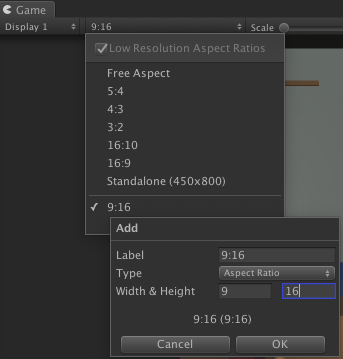 Game
Display 1 9:16 Scale
Low Resolution Aspect Ratios
Free Aspect
5:4
4:3
3:2
16:10
16:9
Standalone (450x800)
9:16
Add
Label 9:16
Type Aspect Ratio
Width & Height 9 16
9:16 (9:16)
Cancel OK